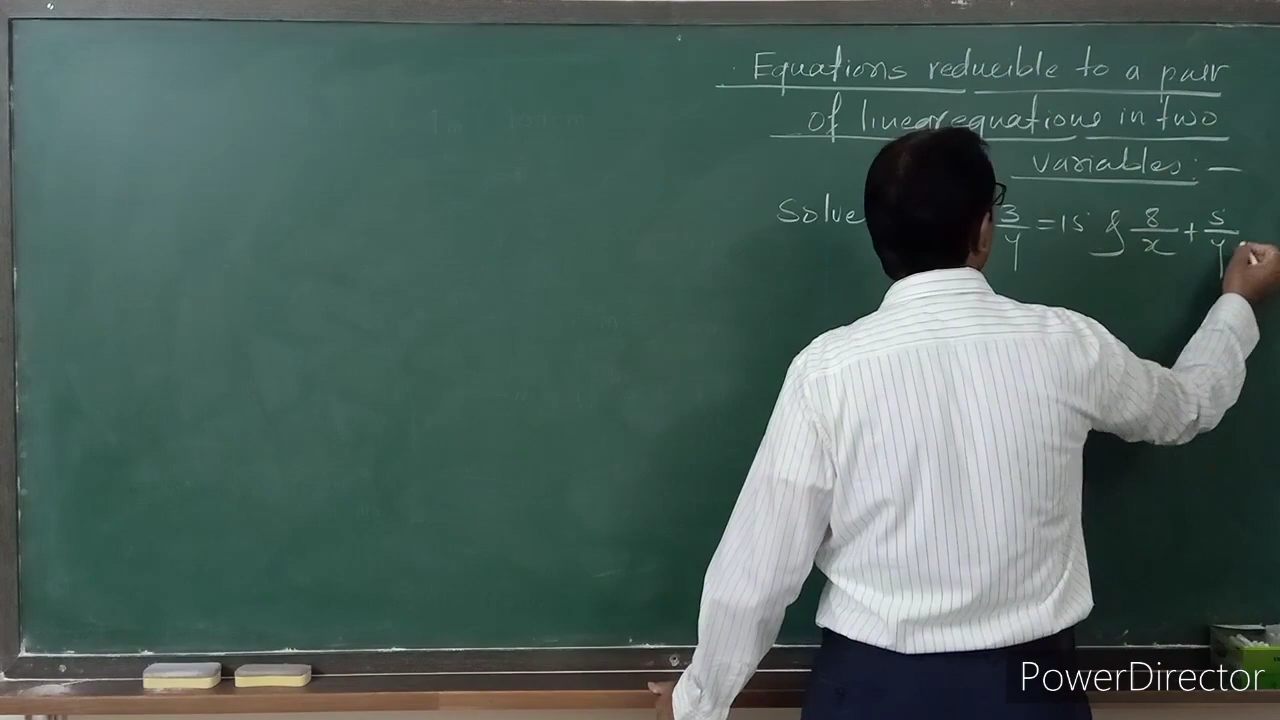 Equations reducible to a pair
of linear equations in two
variables:-
Solve 3/y = 15 & 8/x + 5/y
PowerDirector